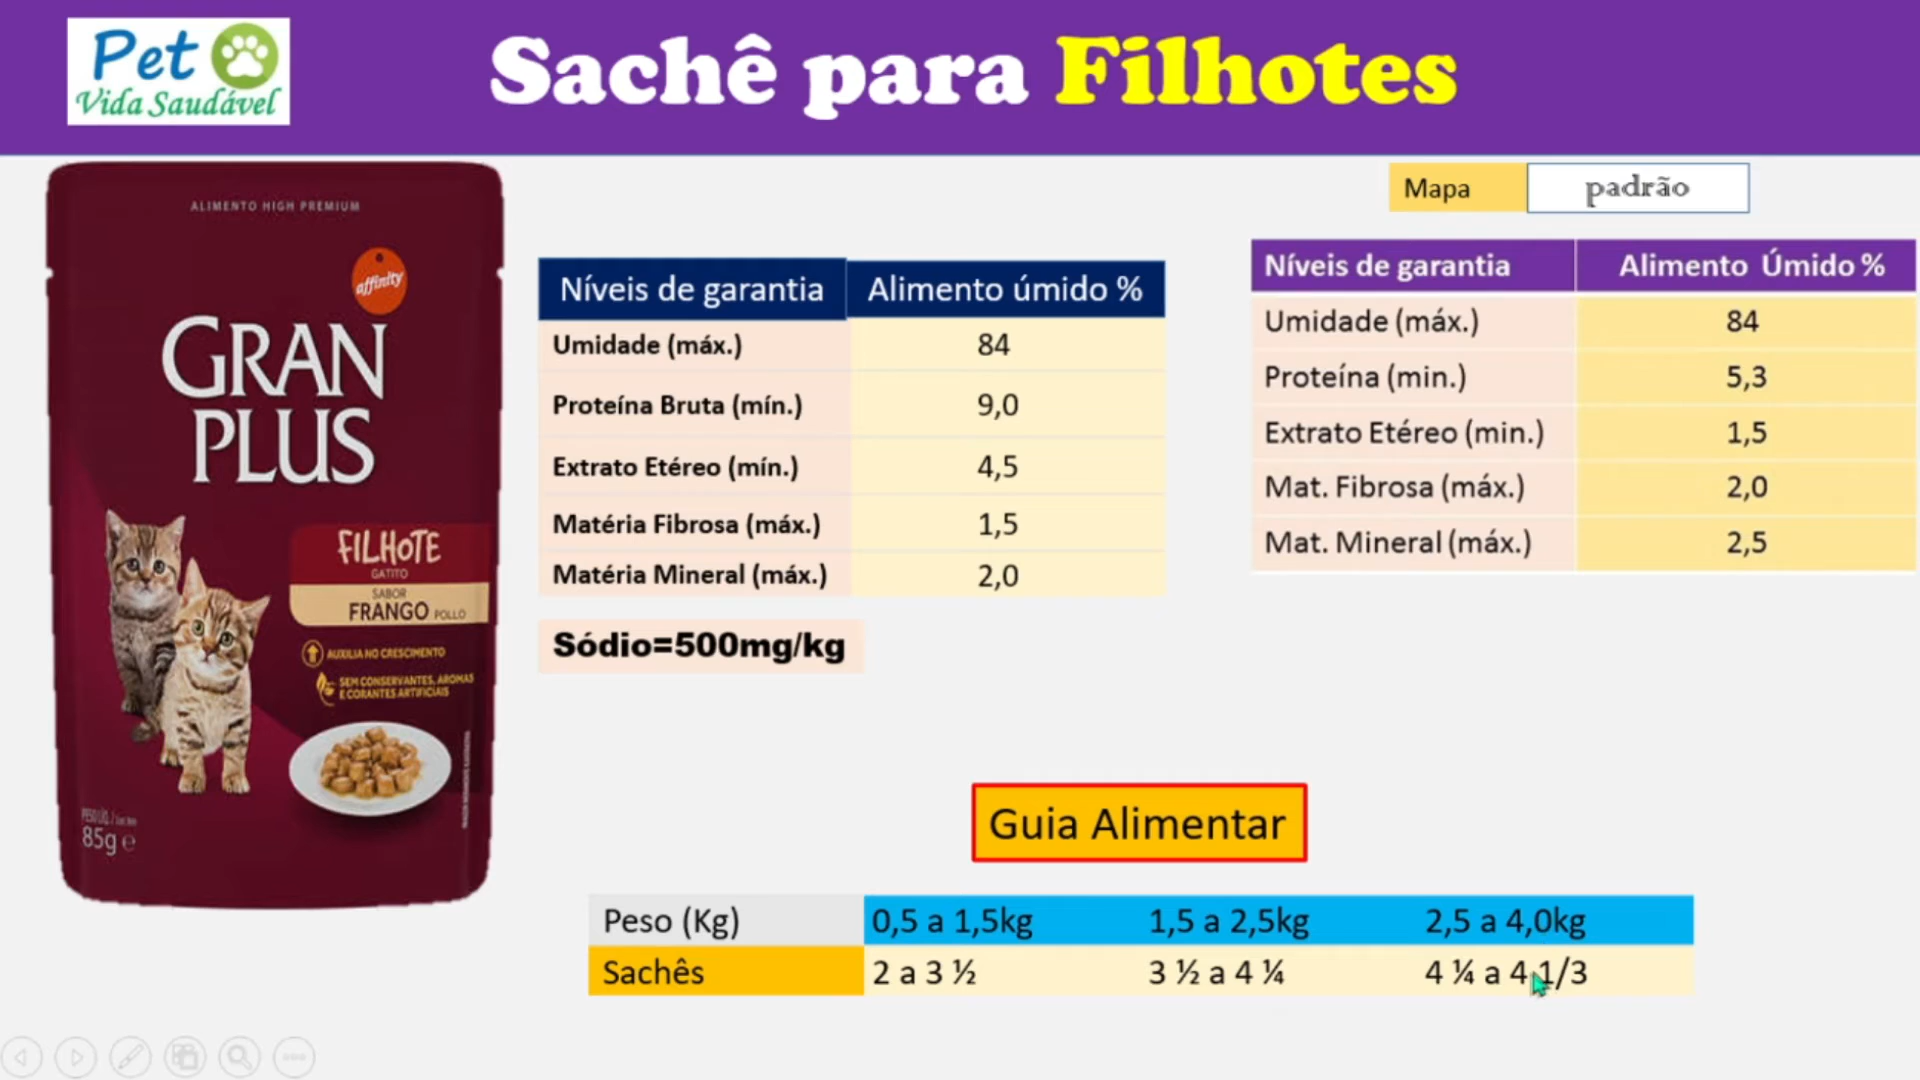 Pet
Vida Saudável
Sachê para Filhotes
ALIMENTO HIGH PREMIUM
affinity
GRAN
PLUS
FILHOTE
GATITO
SABOR
FRANGO POLLO
AUXILIA NO CRESCIMENTO
SEM CONSERVANTES, AROMAS
E CORANTES ARTIFICIAIS
85g e
Níveis de garantia Alimento úmido %
Umidade (máx.) 84
Proteína Bruta (mín.) 9,0
Extrato Etéreo (mín.) 4,5
Matéria Fibrosa (máx.) 1,5
Matéria Mineral (máx.) 2,0
Sódio=500mg/kg
Mapa padrão
Níveis de garantia Alimento Úmido %
Umidade (máx.) 84
Proteína (min.) 5,3
Extrato Etéreo (min.) 1,5
Mat. Fibrosa (máx.) 2,0
Mat. Mineral (máx.) 2,5
Guia Alimentar
Peso (Kg) 0,5 a 1,5kg 1,5 a 2,5kg 2,5 a 4,0kg
Sachês 2 a 3 ½ 3 ½ a 4 ¼ 4 ¼ a 4 1/3